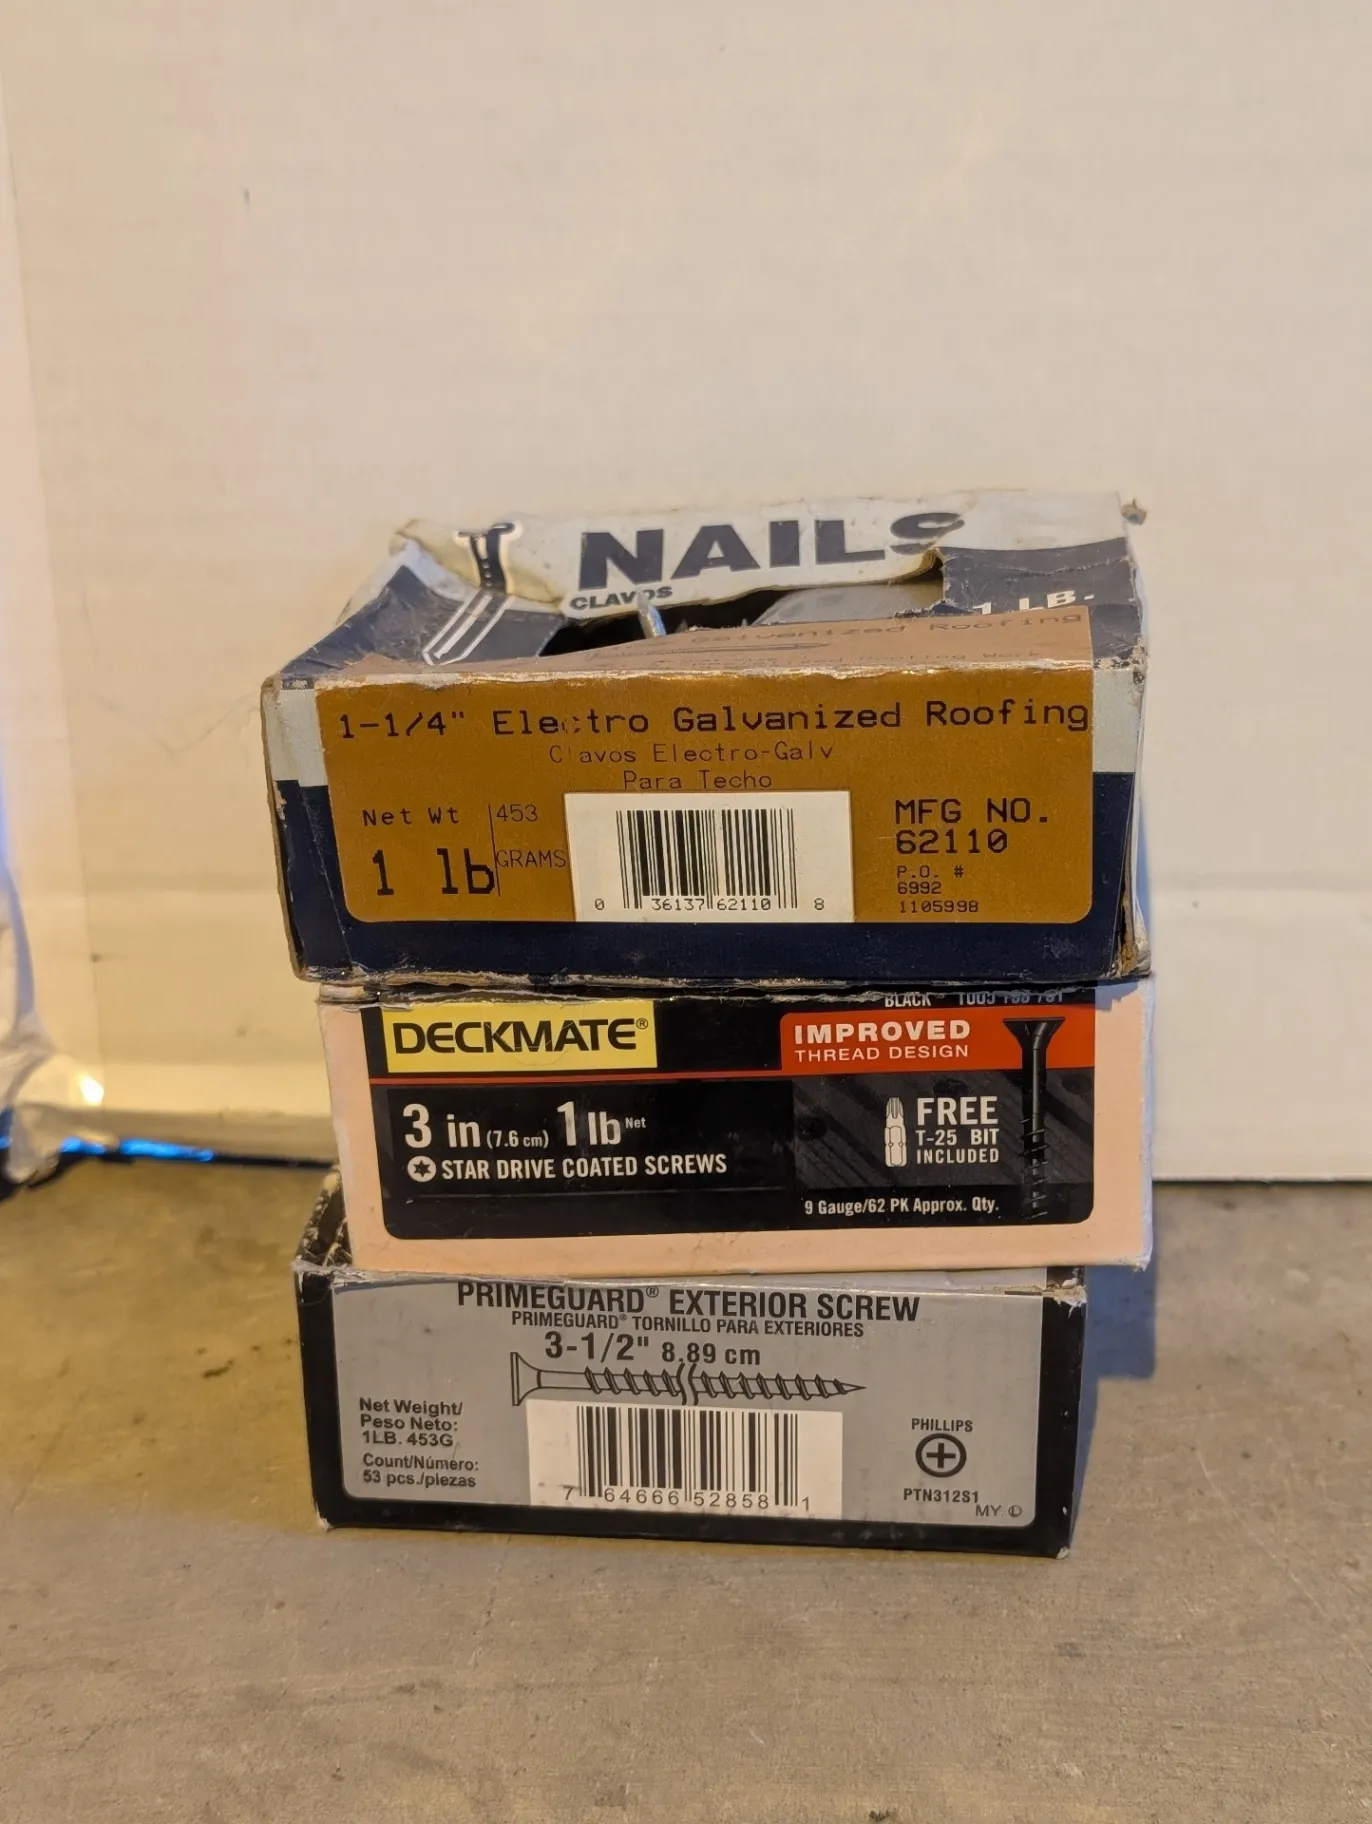 NAILS
CLAVOS
1 LB.
Galvanized Roofing
1-1/4" Electro Galvanized Roofing
Clavos Electro-Galv
Para Techo
Net Wt 453
1 lb GRAMS
MFG NO.
62110
P.O. #
6992
1105998
0 36137 62110 8
BLACK
DECKMATE®
IMPROVED
THREAD DESIGN
3 in (7.6 cm) 1 lb Net
STAR DRIVE COATED SCREWS
FREE
T-25 BIT
INCLUDED
9 Gauge/62 PK Approx. Qty.
PRIMEGUARD® EXTERIOR SCREW
PRIMEGUARD® TORNILLO PARA EXTERIORES
3-1/2" 8.89 cm
Net Weight/
Peso Neto:
1LB. 453G
Count/Número:
53 pcs./piezas
7 64666 52858 1
PHILLIPS
PTN312S1
MY